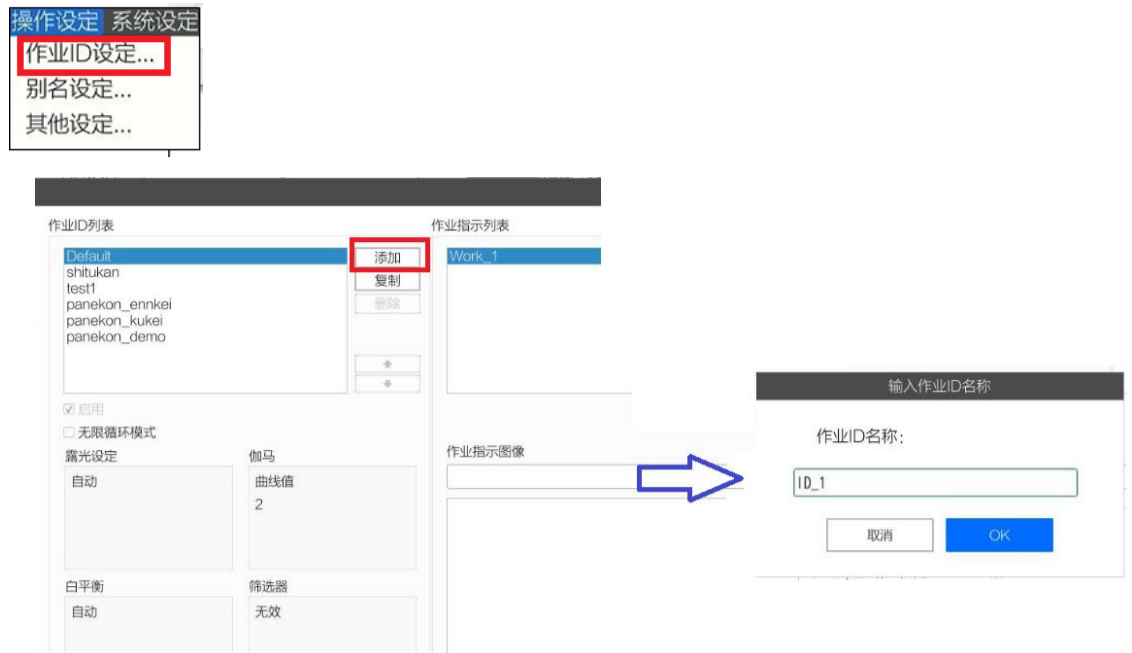 操作设定 系统设定
作业ID设定...
别名设定...
其他设定...
作业ID列表
作业指示列表
Default
shitukan
test1
panekon_ennkei
panekon_kukei
panekon_demo
添加
复制
删除
Work_1
启用
无限循环模式
露光设定
伽马
作业指示图像
自动
曲线值
2
白平衡
筛选器
自动
无效
输入作业ID名称
作业ID名称:
ID_1
取消
OK